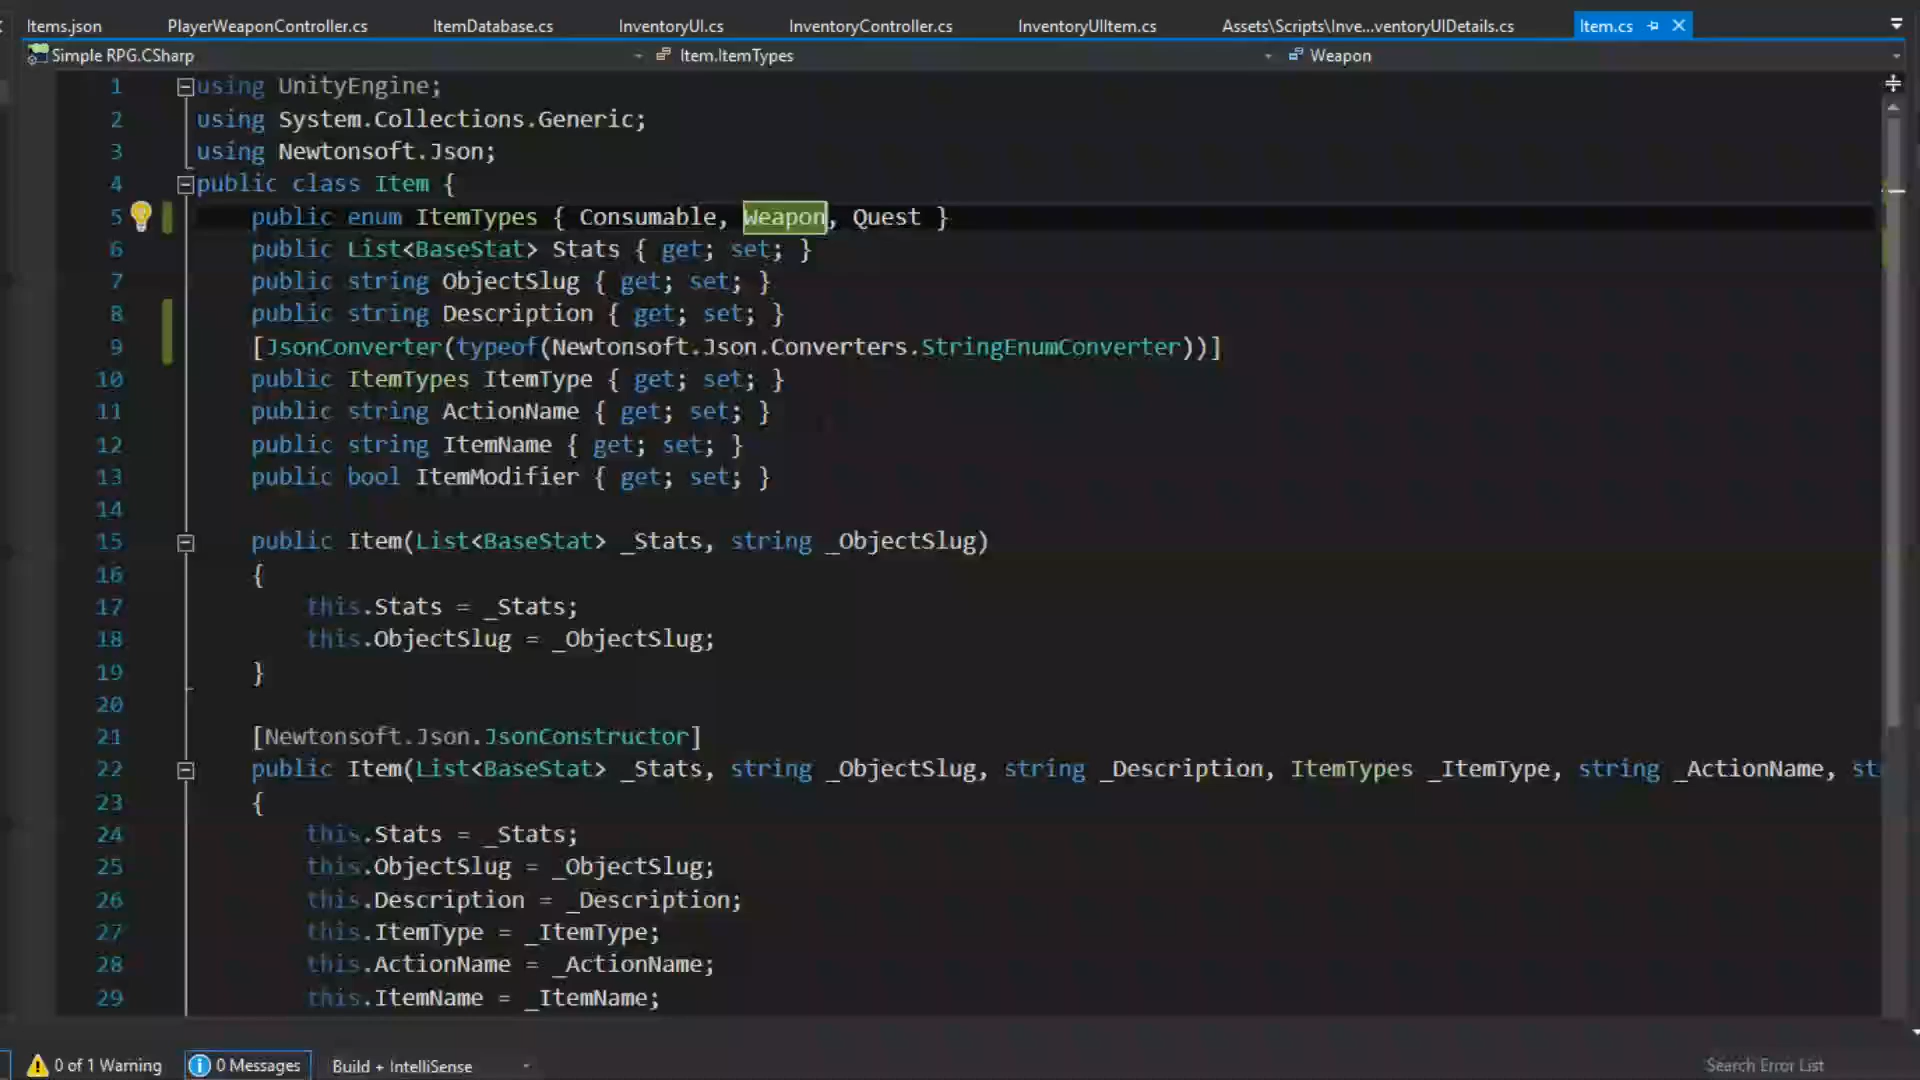 Items.json PlayerWeaponController.cs ItemDatabase.cs InventoryUI.cs InventoryController.cs InventoryUIItem.cs Assets\Scripts\Inve...ventoryUIDetails.cs Item.cs
Simple RPG.CSharp Item.ItemTypes Weapon
1 using UnityEngine;
2 using System.Collections.Generic;
3 using Newtonsoft.Json;
4 public class Item {
5 public enum ItemTypes { Consumable, Weapon, Quest }
6 public List<BaseStat> Stats { get; set; }
7 public string ObjectSlug { get; set; }
8 public string Description { get; set; }
9 [JsonConverter(typeof(Newtonsoft.Json.Converters.StringEnumConverter))]
10 public ItemTypes ItemType { get; set; }
11 public string ActionName { get; set; }
12 public string ItemName { get; set; }
13 public bool ItemModifier { get; set; }
14
15 public Item(List<BaseStat> _Stats, string _ObjectSlug)
16 {
17 this.Stats = _Stats;
18 this.ObjectSlug = _ObjectSlug;
19 }
20
21 [Newtonsoft.Json.JsonConstructor]
22 public Item(List<BaseStat> _Stats, string _ObjectSlug, string _Description, ItemTypes _ItemType, string _ActionName, st
23 {
24 this.Stats = _Stats;
25 this.ObjectSlug = _ObjectSlug;
26 this.Description = _Description;
27 this.ItemType = _ItemType;
28 this.ActionName = _ActionName;
29 this.ItemName = _ItemName;
0 of 1 Warning 0 Messages Build + IntelliSense Search Error List